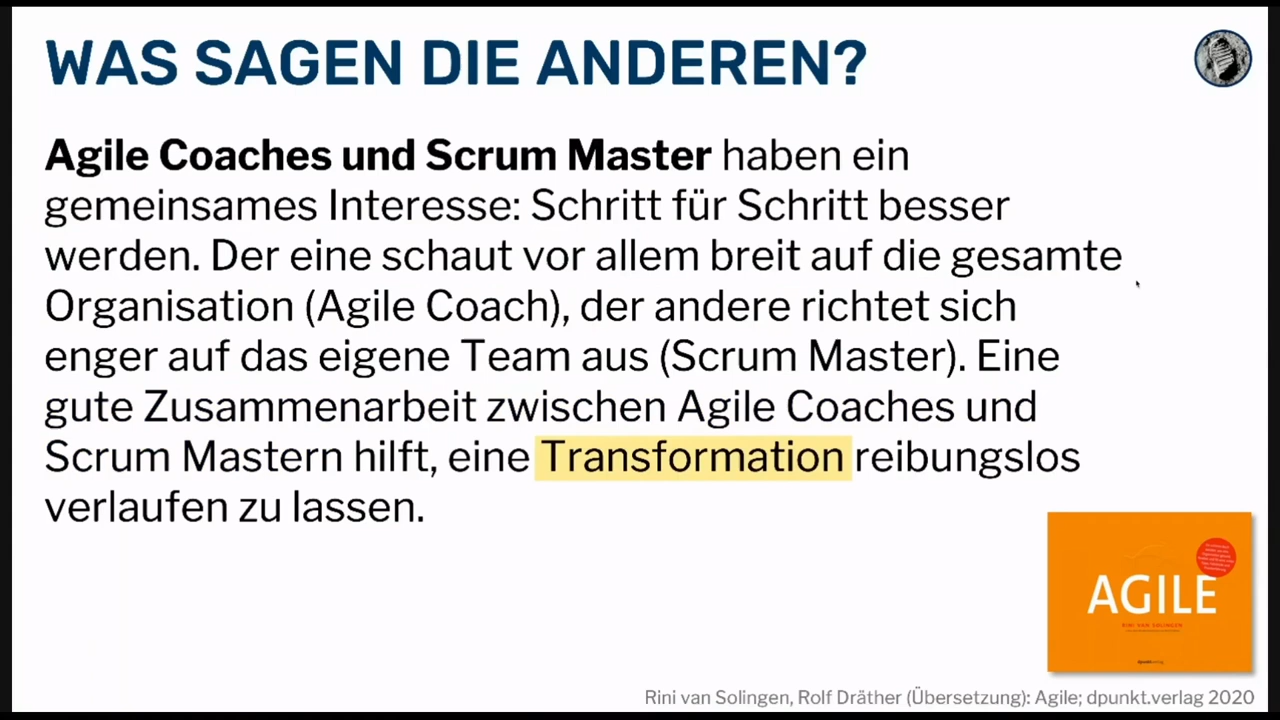 WAS SAGEN DIE ANDEREN?
Agile Coaches und Scrum Master haben ein
gemeinsames Interesse: Schritt für Schritt besser
werden. Der eine schaut vor allem breit auf die gesamte
Organisation (Agile Coach), der andere richtet sich
enger auf das eigene Team aus (Scrum Master). Eine
gute Zusammenarbeit zwischen Agile Coaches und
Scrum Mastern hilft, eine Transformation reibungslos
verlaufen zu lassen.
AGILE
RINI VAN SOLINGEN
dpunkt.verlag
Rini van Solingen, Rolf Dräther (Übersetzung): Agile; dpunkt.verlag 2020